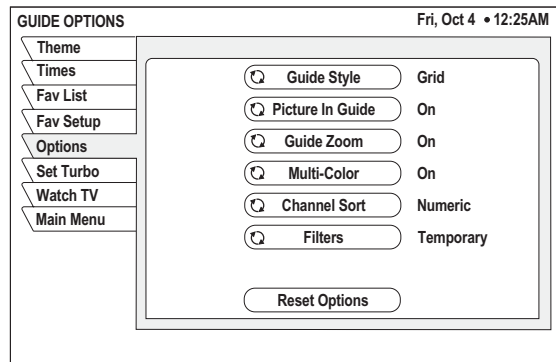 GUIDE OPTIONS Fri, Oct 4 • 12:25AM
Theme
Times
Fav List
Fav Setup
Options
Set Turbo
Watch TV
Main Menu
Guide Style Grid
Picture In Guide On
Guide Zoom On
Multi-Color On
Channel Sort Numeric
Filters Temporary
Reset Options